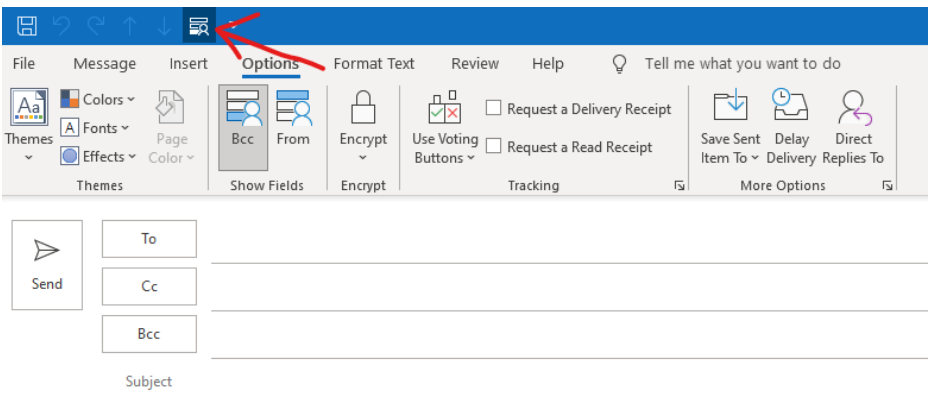 File Message Insert Options Format Text Review Help Tell me what you want to do
Aa
Themes
Colors
A Fonts
Effects
Page
Color
Themes
Bcc
From
Show Fields
Encrypt
Encrypt
Use Voting
Buttons
Request a Delivery Receipt
Request a Read Receipt
Tracking
Save Sent
Item To
Delay
Delivery
Direct
Replies To
More Options
Send
To
Cc
Bcc
Subject